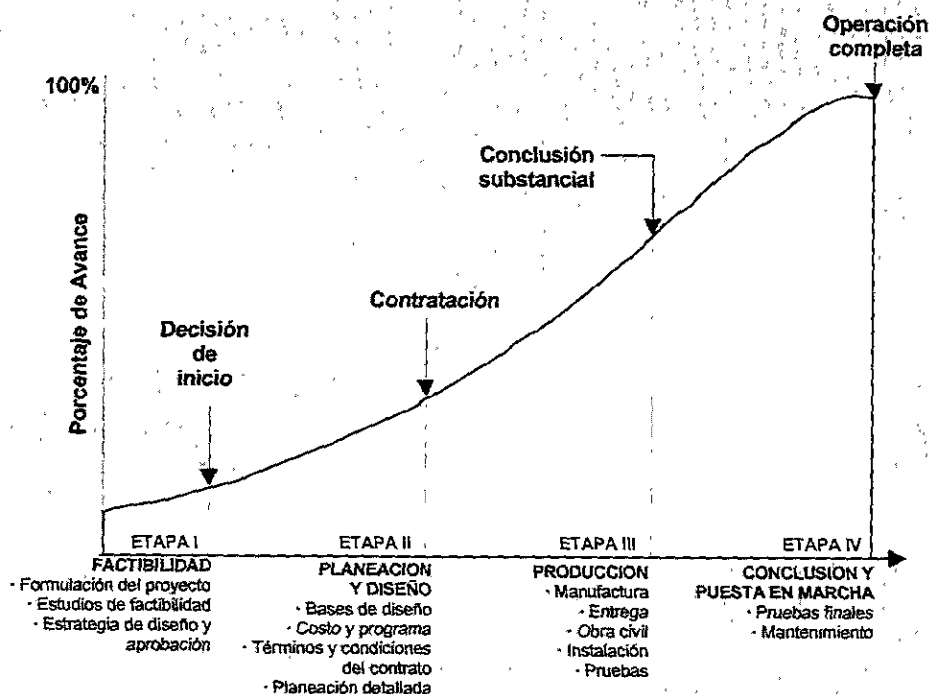 Operación
completa
100%
Conclusión
substancial
Porcentaje de Avance
Contratación
Decisión
de
inicio
ETAPA I
FACTIBILIDAD
· Formulación del proyecto
· Estudios de factibilidad
· Estrategia de diseño y
aprobación
ETAPA II
PLANEACION
Y DISEÑO
· Bases de diseño
· Costo y programa
· Términos y condiciones
del contrato
· Planeación detallada
ETAPA III
PRODUCCION
· Manufactura
· Entrega
· Obra civil
· Instalación
· Pruebas
ETAPA IV
CONCLUSION Y
PUESTA EN MARCHA
· Pruebas finales
· Mantenimiento